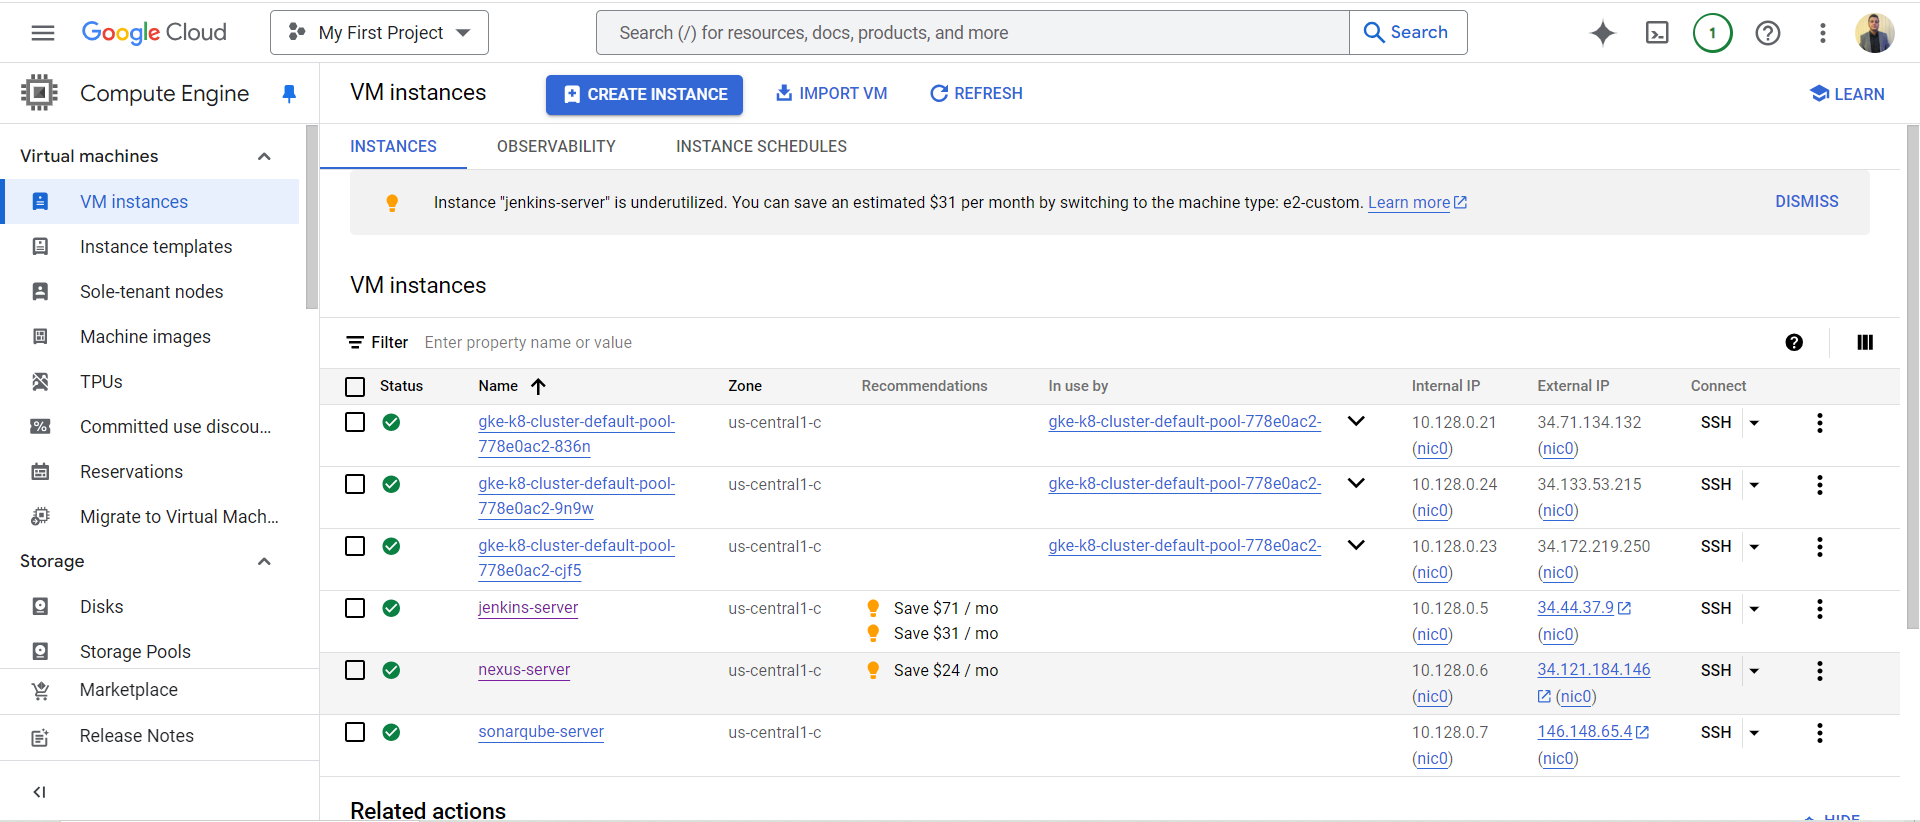 Google Cloud
My First Project
Search (/) for resources, docs, products, and more
Search
1
Compute Engine
VM instances
CREATE INSTANCE
IMPORT VM
REFRESH
LEARN
Virtual machines
VM instances
Instance templates
Sole-tenant nodes
Machine images
TPUs
Committed use discou...
Reservations
Migrate to Virtual Mach...
Storage
Disks
Storage Pools
Marketplace
Release Notes
INSTANCES OBSERVABILITY INSTANCE SCHEDULES
Instance "jenkins-server" is underutilized. You can save an estimated $31 per month by switching to the machine type: e2-custom. Learn more
DISMISS
VM instances
Filter Enter property name or value
Status Name Zone Recommendations In use by Internal IP External IP Connect
gke-k8-cluster-default-pool- us-central1-c gke-k8-cluster-default-pool-778e0ac2- 10.128.0.21 34.71.134.132 SSH
778e0ac2-836n (nic0) (nic0)
gke-k8-cluster-default-pool- us-central1-c gke-k8-cluster-default-pool-778e0ac2- 10.128.0.24 34.133.53.215 SSH
778e0ac2-9n9w (nic0) (nic0)
gke-k8-cluster-default-pool- us-central1-c gke-k8-cluster-default-pool-778e0ac2- 10.128.0.23 34.172.219.250 SSH
778e0ac2-cjf5 (nic0) (nic0)
jenkins-server us-central1-c Save $71 / mo 10.128.0.5 34.44.37.9 SSH
Save $31 / mo (nic0) (nic0)
nexus-server us-central1-c Save $24 / mo 10.128.0.6 34.121.184.146 SSH
(nic0) (nic0)
sonarqube-server us-central1-c 10.128.0.7 146.148.65.4 SSH
(nic0) (nic0)
Related actions
HIDE